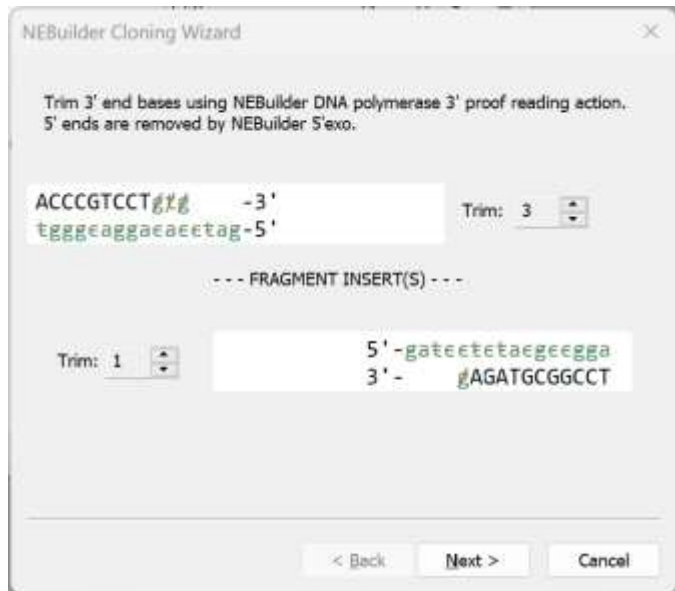 NEBuilder Cloning Wizard
Trim 3' end bases using NEBuilder DNA polymerase 3' proof reading action.
5' ends are removed by NEBuilder 5'exo.
ACCCGTCCTgtg -3'
tgggcaggacacctag-5'
Trim: 3
- - - FRAGMENT INSERT(S) - - -
Trim: 1
5'-gatcctctacgccgga
3'- gAGATGCGGCCT
< Back
Next >
Cancel